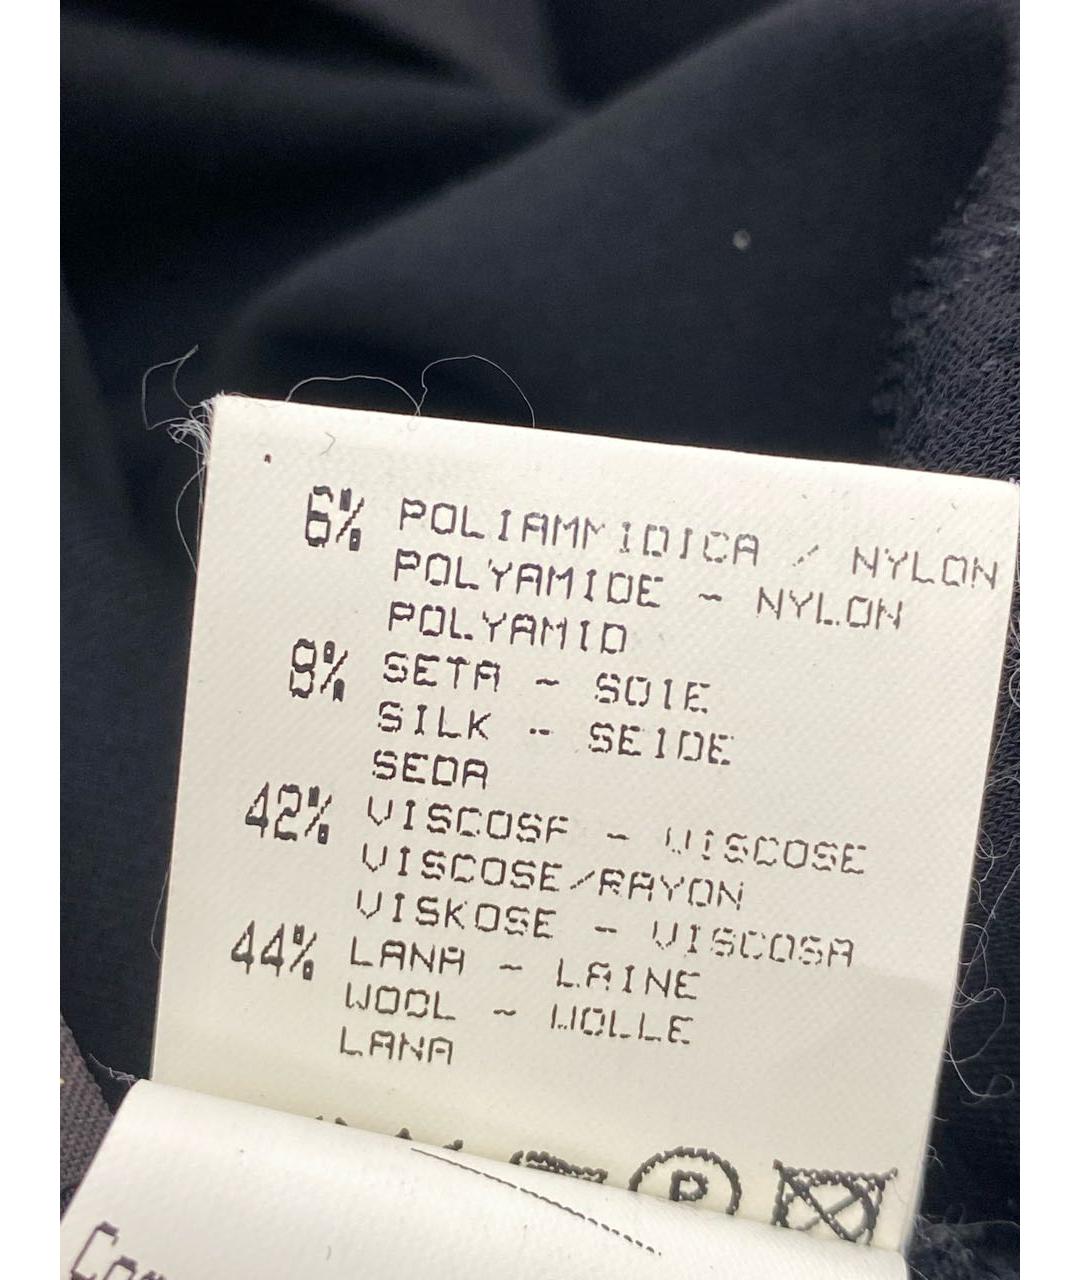 6% POLIAMMIDICA / NYLON
POLYAMIDE - NYLON
POLYAMID
8% SETA - SOIE
SILK - SEIDE
SEDA
42% VISCOSE - VISCOSE
VISCOSE/RAYON
VISKOSE - VISCOSA
44% LANA - LAINE
WOOL - WOLLE
LANA
P